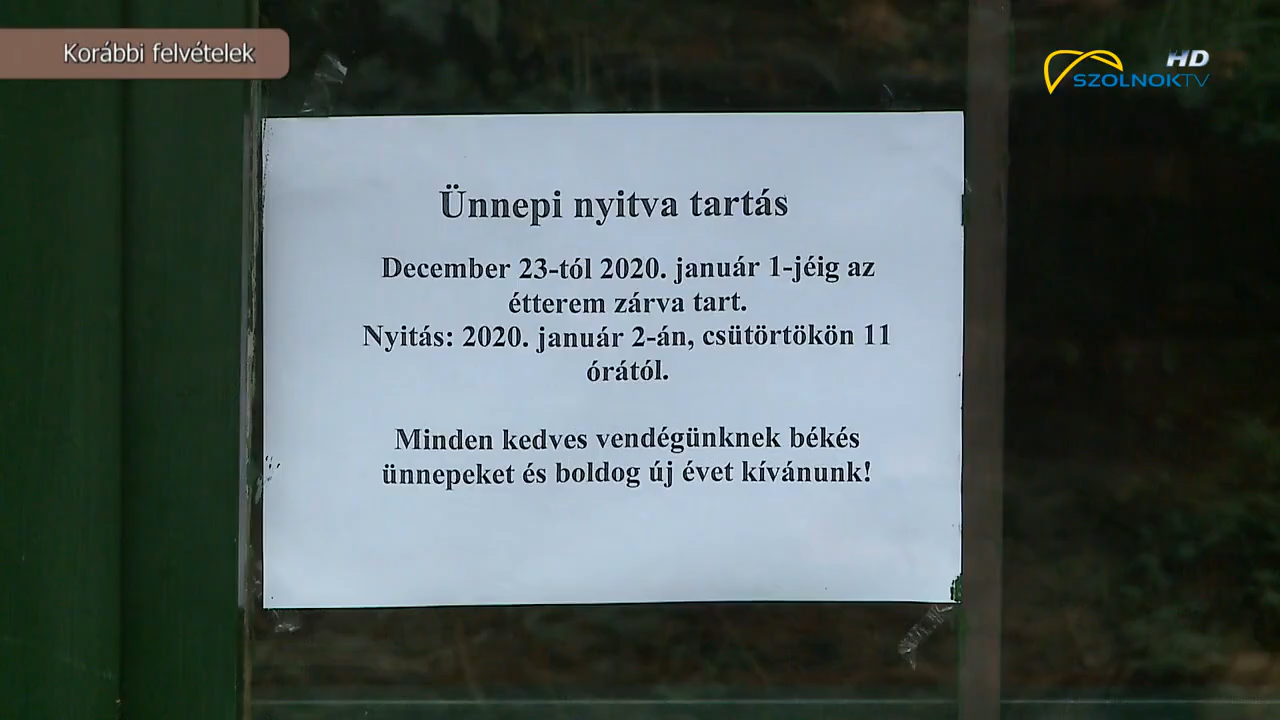 Korábbi felvételek
HD
SZOLNOKTV
Ünnepi nyitva tartás
December 23-tól 2020. január 1-jéig az
étterem zárva tart.
Nyitás: 2020. január 2-án, csütörtökön 11
órától.
Minden kedves vendégünknek békés
ünnepeket és boldog új évet kívánunk!